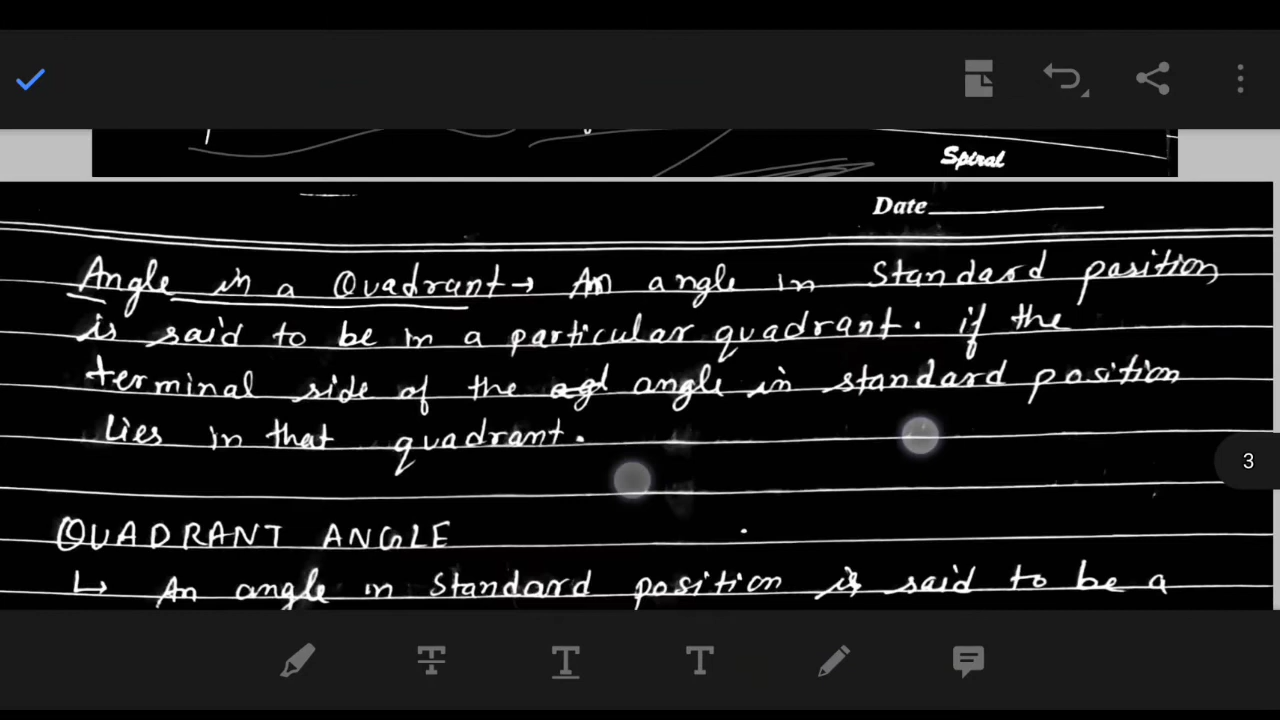 Spiral
Date
Angle in a Quadrant → An angle in Standard position
is said to be in a particular quadrant. if the
terminal side of the angle in standard position
Lies in that quadrant.
3
QUADRANT ANGLE
↳ An angle in Standard position is said to be a